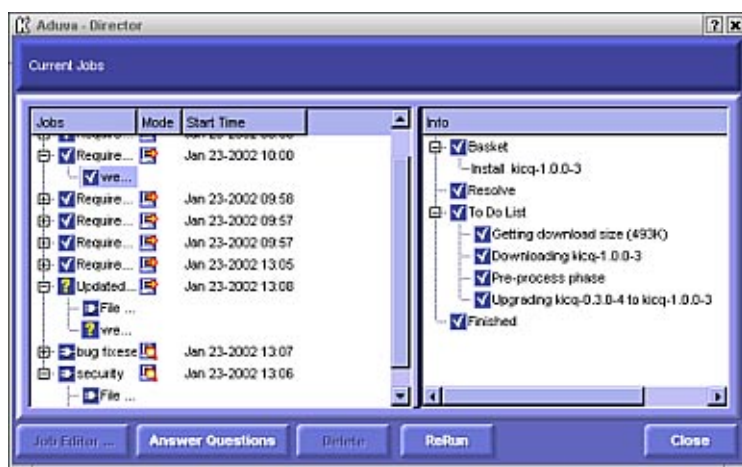 Aduva - Director
Current Jobs
Jobs Mode Start Time
Require... Jan 23-2002 10:00
we...
Require... Jan 23-2002 09:58
Require... Jan 23-2002 09:57
Require... Jan 23-2002 09:57
Require... Jan 23-2002 13:05
Updated... Jan 23-2002 13:08
File ...
we...
bug fixese Jan 23-2002 13:07
security Jan 23-2002 13:06
File ...
Info
Basket
Install kicq-1.0.0-3
Resolve
To Do List
Getting download size (493K)
Downloading kicq-1.0.0-3
Pre-process phase
Upgrading kicq-0.3.0-4 to kicq-1.0.0-3
Finished
Job Editor ... Answer Questions Delete ReRun Close